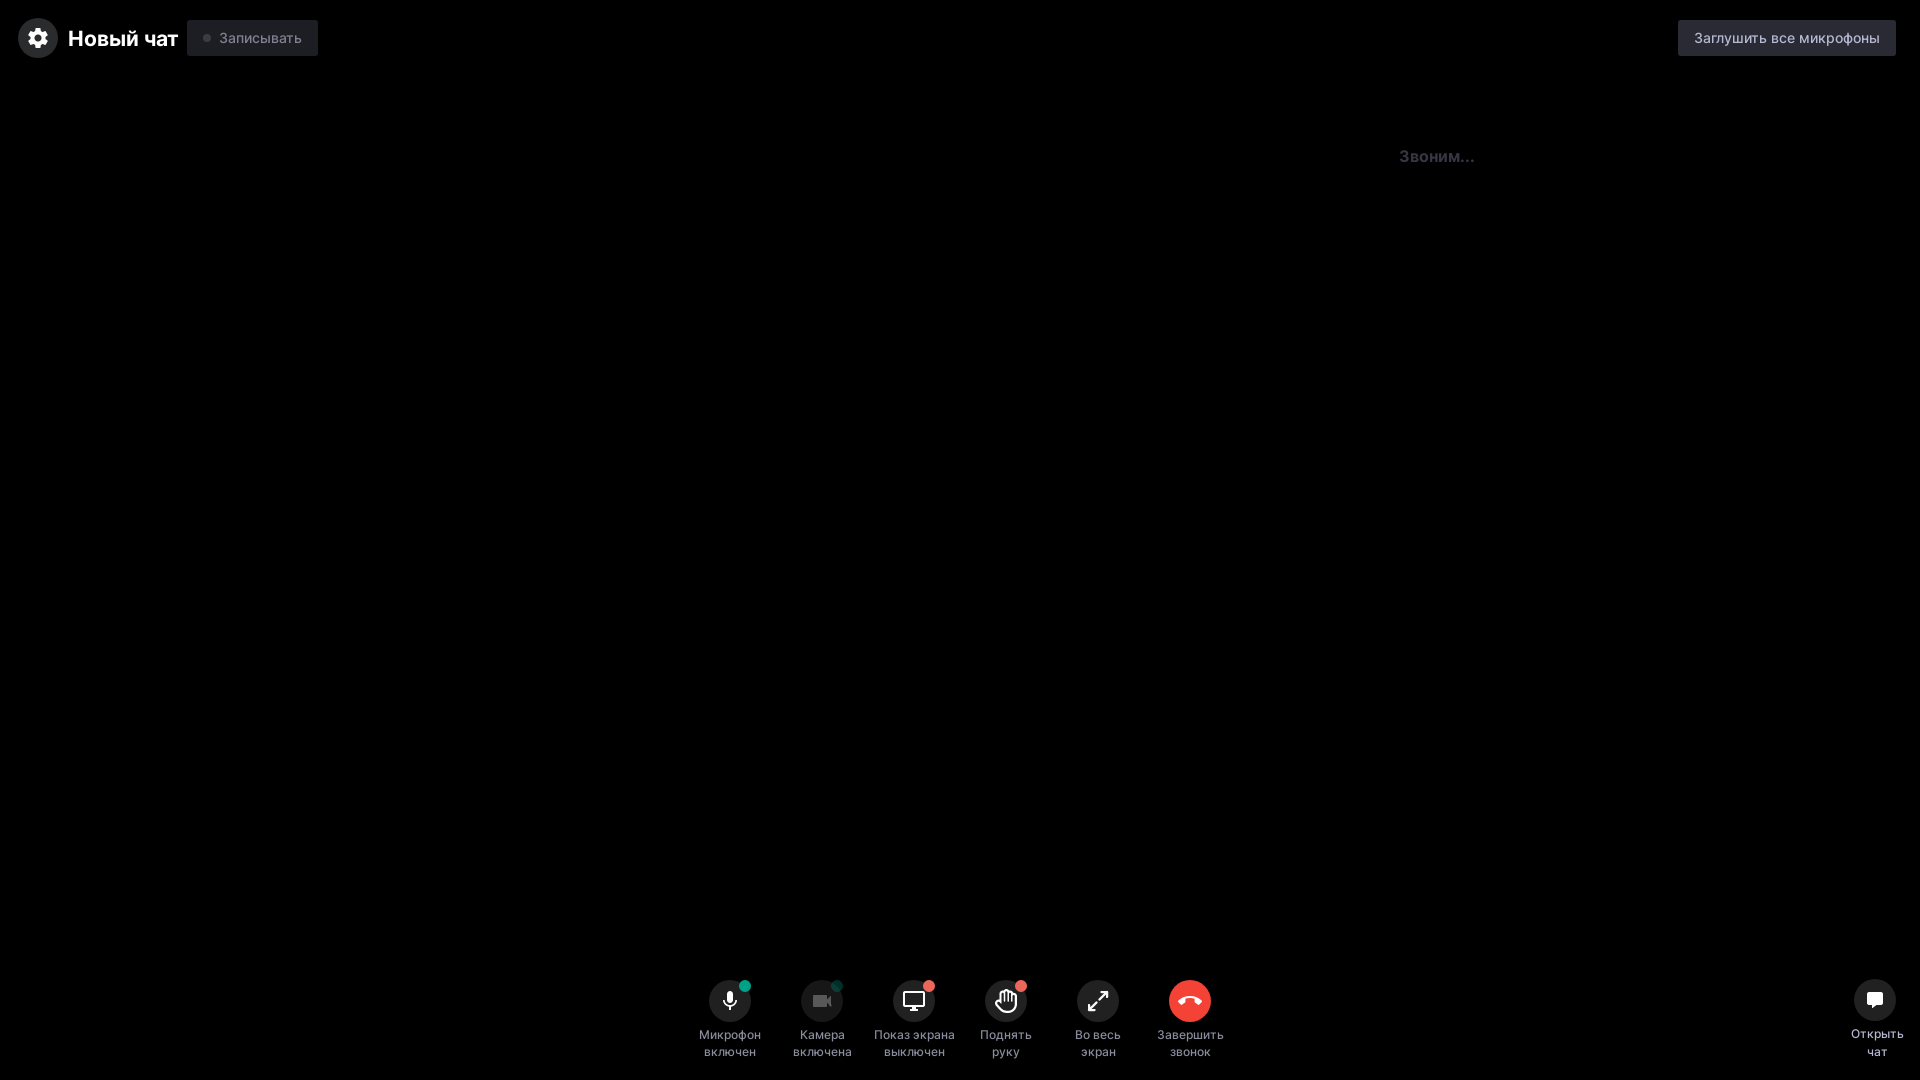 Новый чат
Записывать
Заглушить все микрофоны
Звоним...
Микрофон
включен
Камера
включена
Показ экрана
выключен
Поднять
руку
Во весь
экран
Завершить
звонок
Открыть
чат